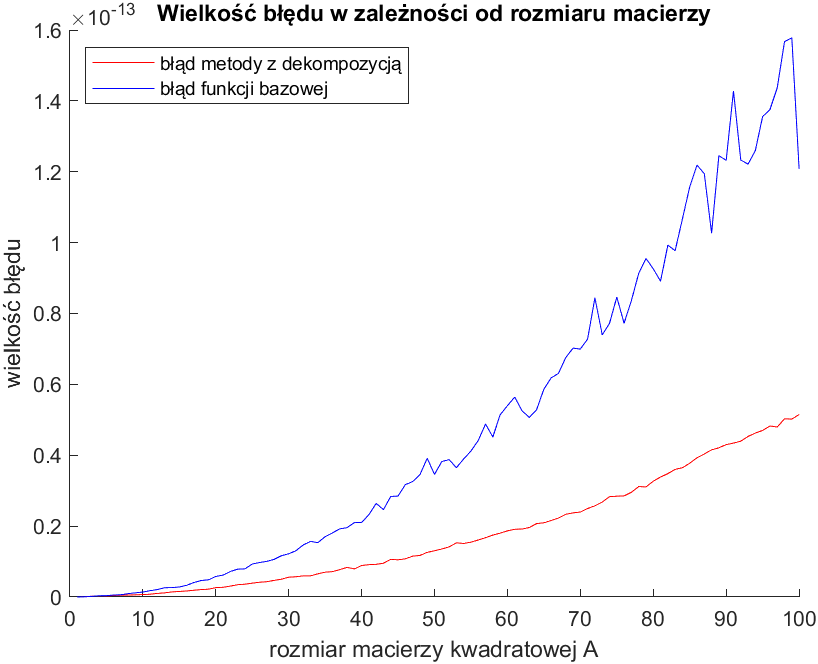 ×10-13
Wielkość błędu w zależności od rozmiaru macierzy
błąd metody z dekompozycją
błąd funkcji bazowej
wielkość błędu
1.6
1.4
1.2
1
0.8
0.6
0.4
0.2
0
0 10 20 30 40 50 60 70 80 90 100
rozmiar macierzy kwadratowej A